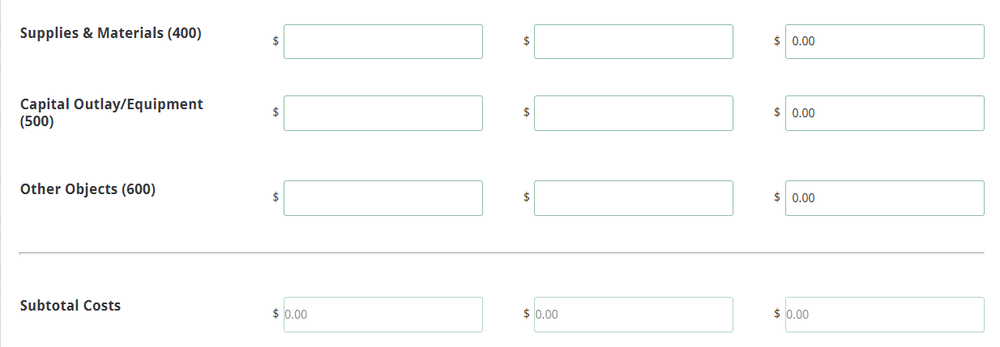 Supplies & Materials (400) $ $ $ 0.00
Capital Outlay/Equipment
(500) $ $ $ 0.00
Other Objects (600) $ $ $ 0.00
Subtotal Costs $ 0.00 $ 0.00 $ 0.00